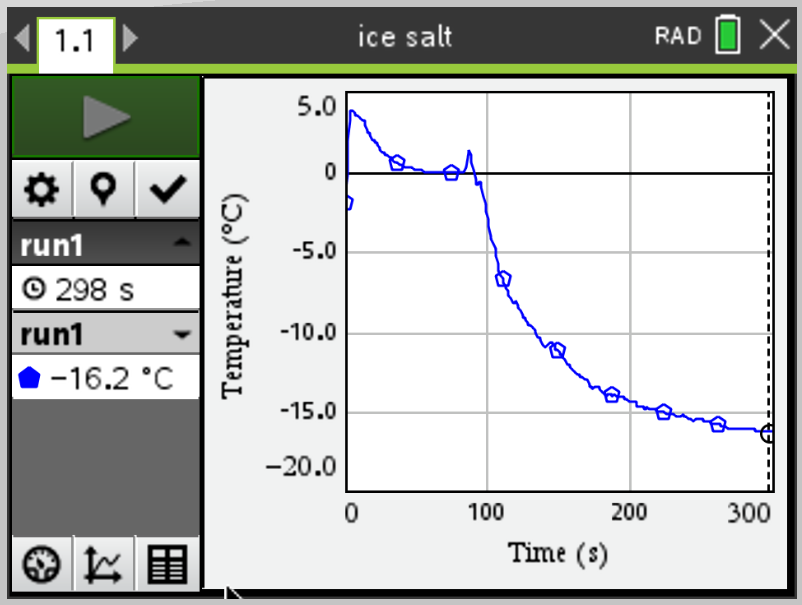 1.1
ice salt
RAD
run1
298 s
run1
−16.2 °C
Temperature (°C)
5.0
0
-5.0
-10.0
-15.0
−20.0
0
100
200
300
Time (s)